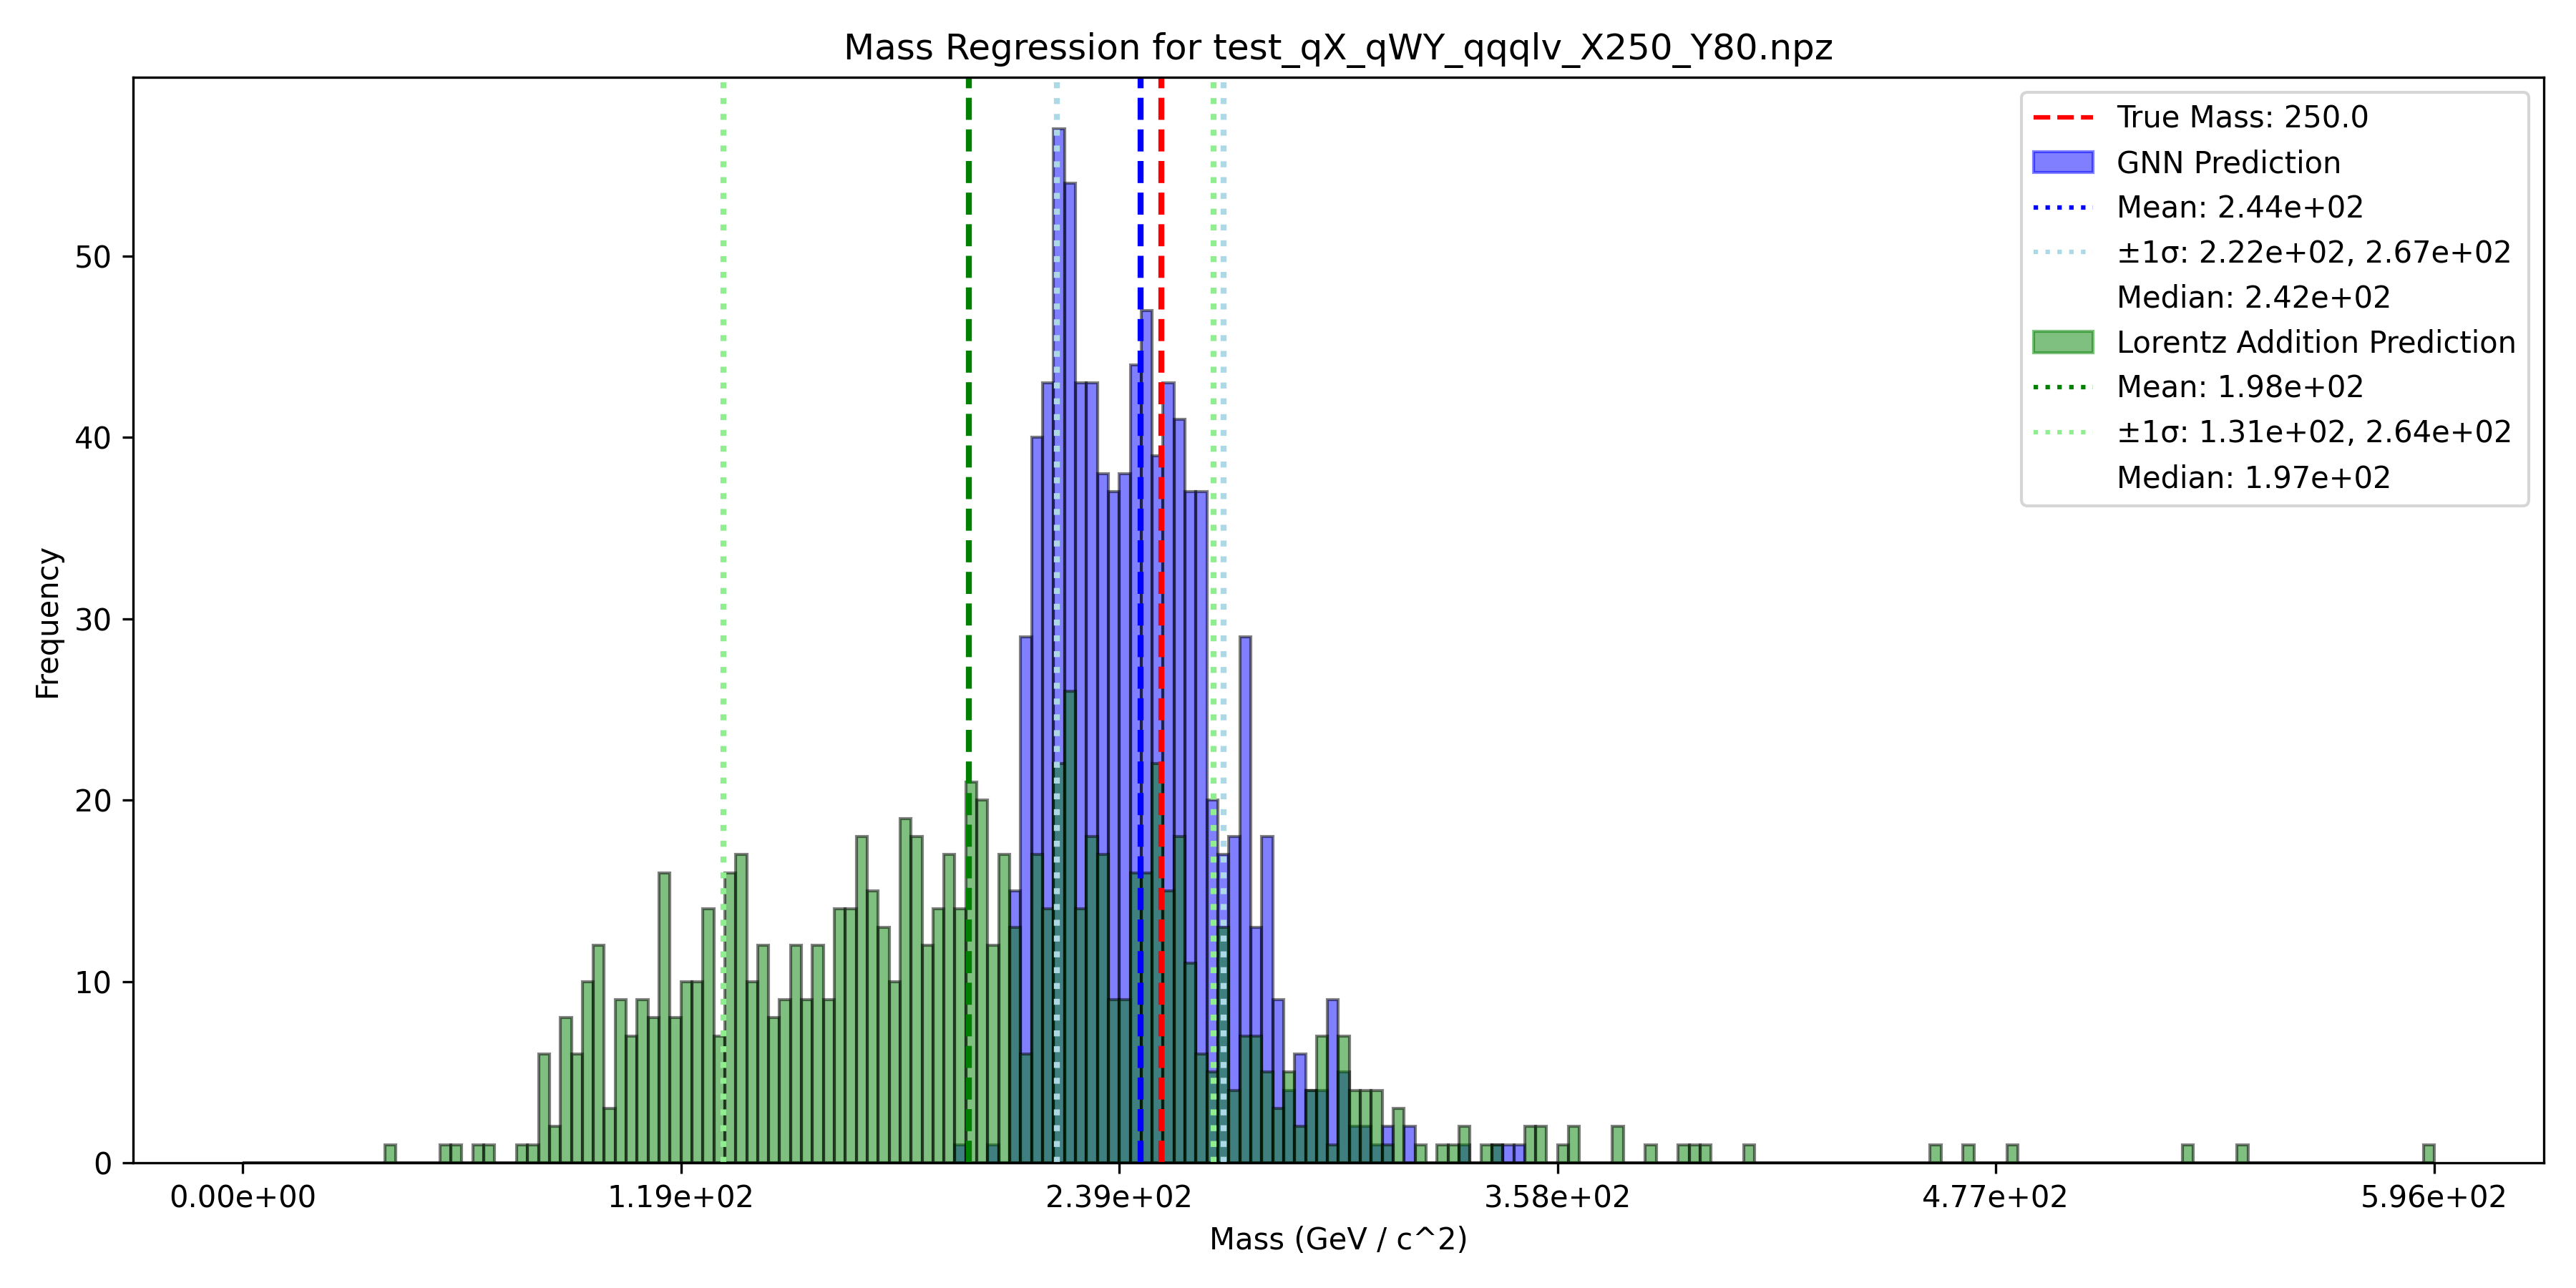 Mass Regression for test_qX_qWY_qqqlv_X250_Y80.npz
True Mass: 250.0
GNN Prediction
Mean: 2.44e+02
±1σ: 2.22e+02, 2.67e+02
Median: 2.42e+02
Lorentz Addition Prediction
Mean: 1.98e+02
±1σ: 1.31e+02, 2.64e+02
Median: 1.97e+02
Frequency
50
40
30
20
10
0
0.00e+00 1.19e+02 2.39e+02 3.58e+02 4.77e+02 5.96e+02
Mass (GeV / c^2)